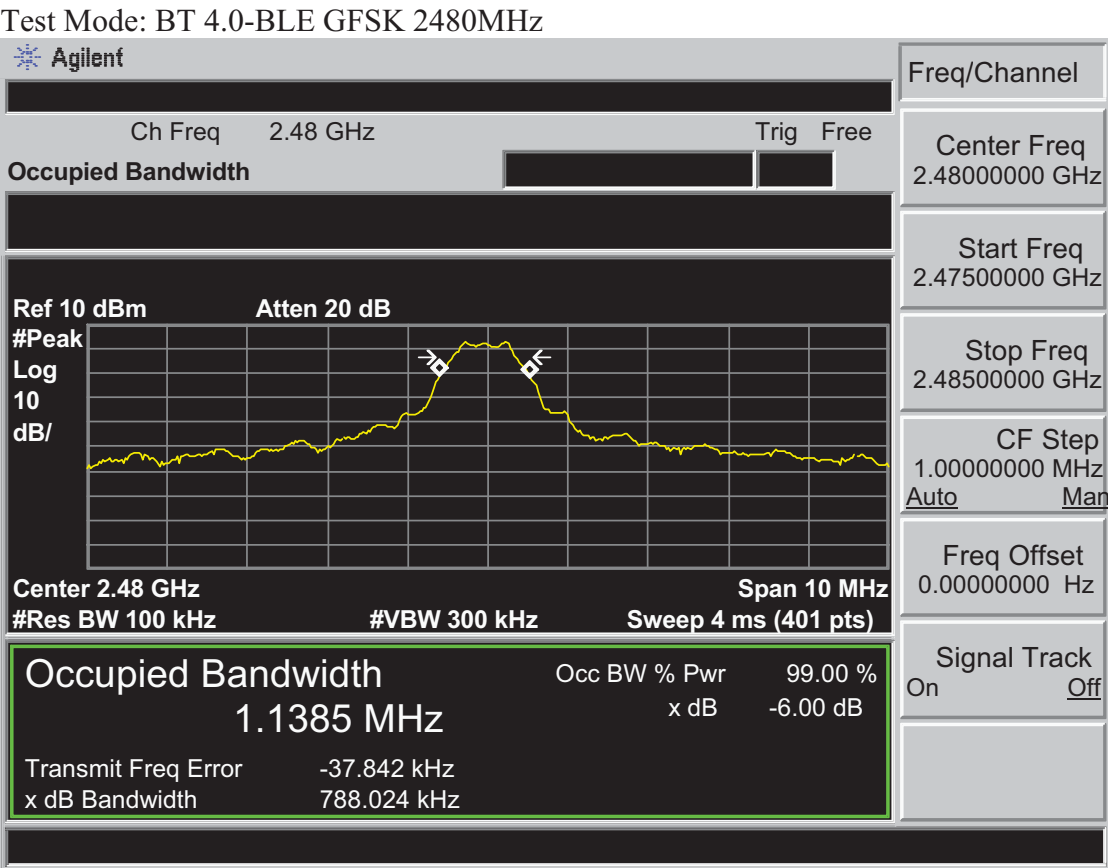 Test Mode: BT 4.0-BLE GFSK 2480MHz
Agilent
Freq/Channel
Ch Freq 2.48 GHz Trig Free
Occupied Bandwidth
Center Freq
2.48000000 GHz
Start Freq
2.47500000 GHz
Stop Freq
2.48500000 GHz
CF Step
1.00000000 MHz
Auto Man
Freq Offset
0.00000000 Hz
Signal Track
On Off
Ref 10 dBm Atten 20 dB
#Peak
Log
10
dB/
Center 2.48 GHz Span 10 MHz
#Res BW 100 kHz #VBW 300 kHz Sweep 4 ms (401 pts)
Occupied Bandwidth Occ BW % Pwr 99.00 %
1.1385 MHz x dB -6.00 dB
Transmit Freq Error -37.842 kHz
x dB Bandwidth 788.024 kHz